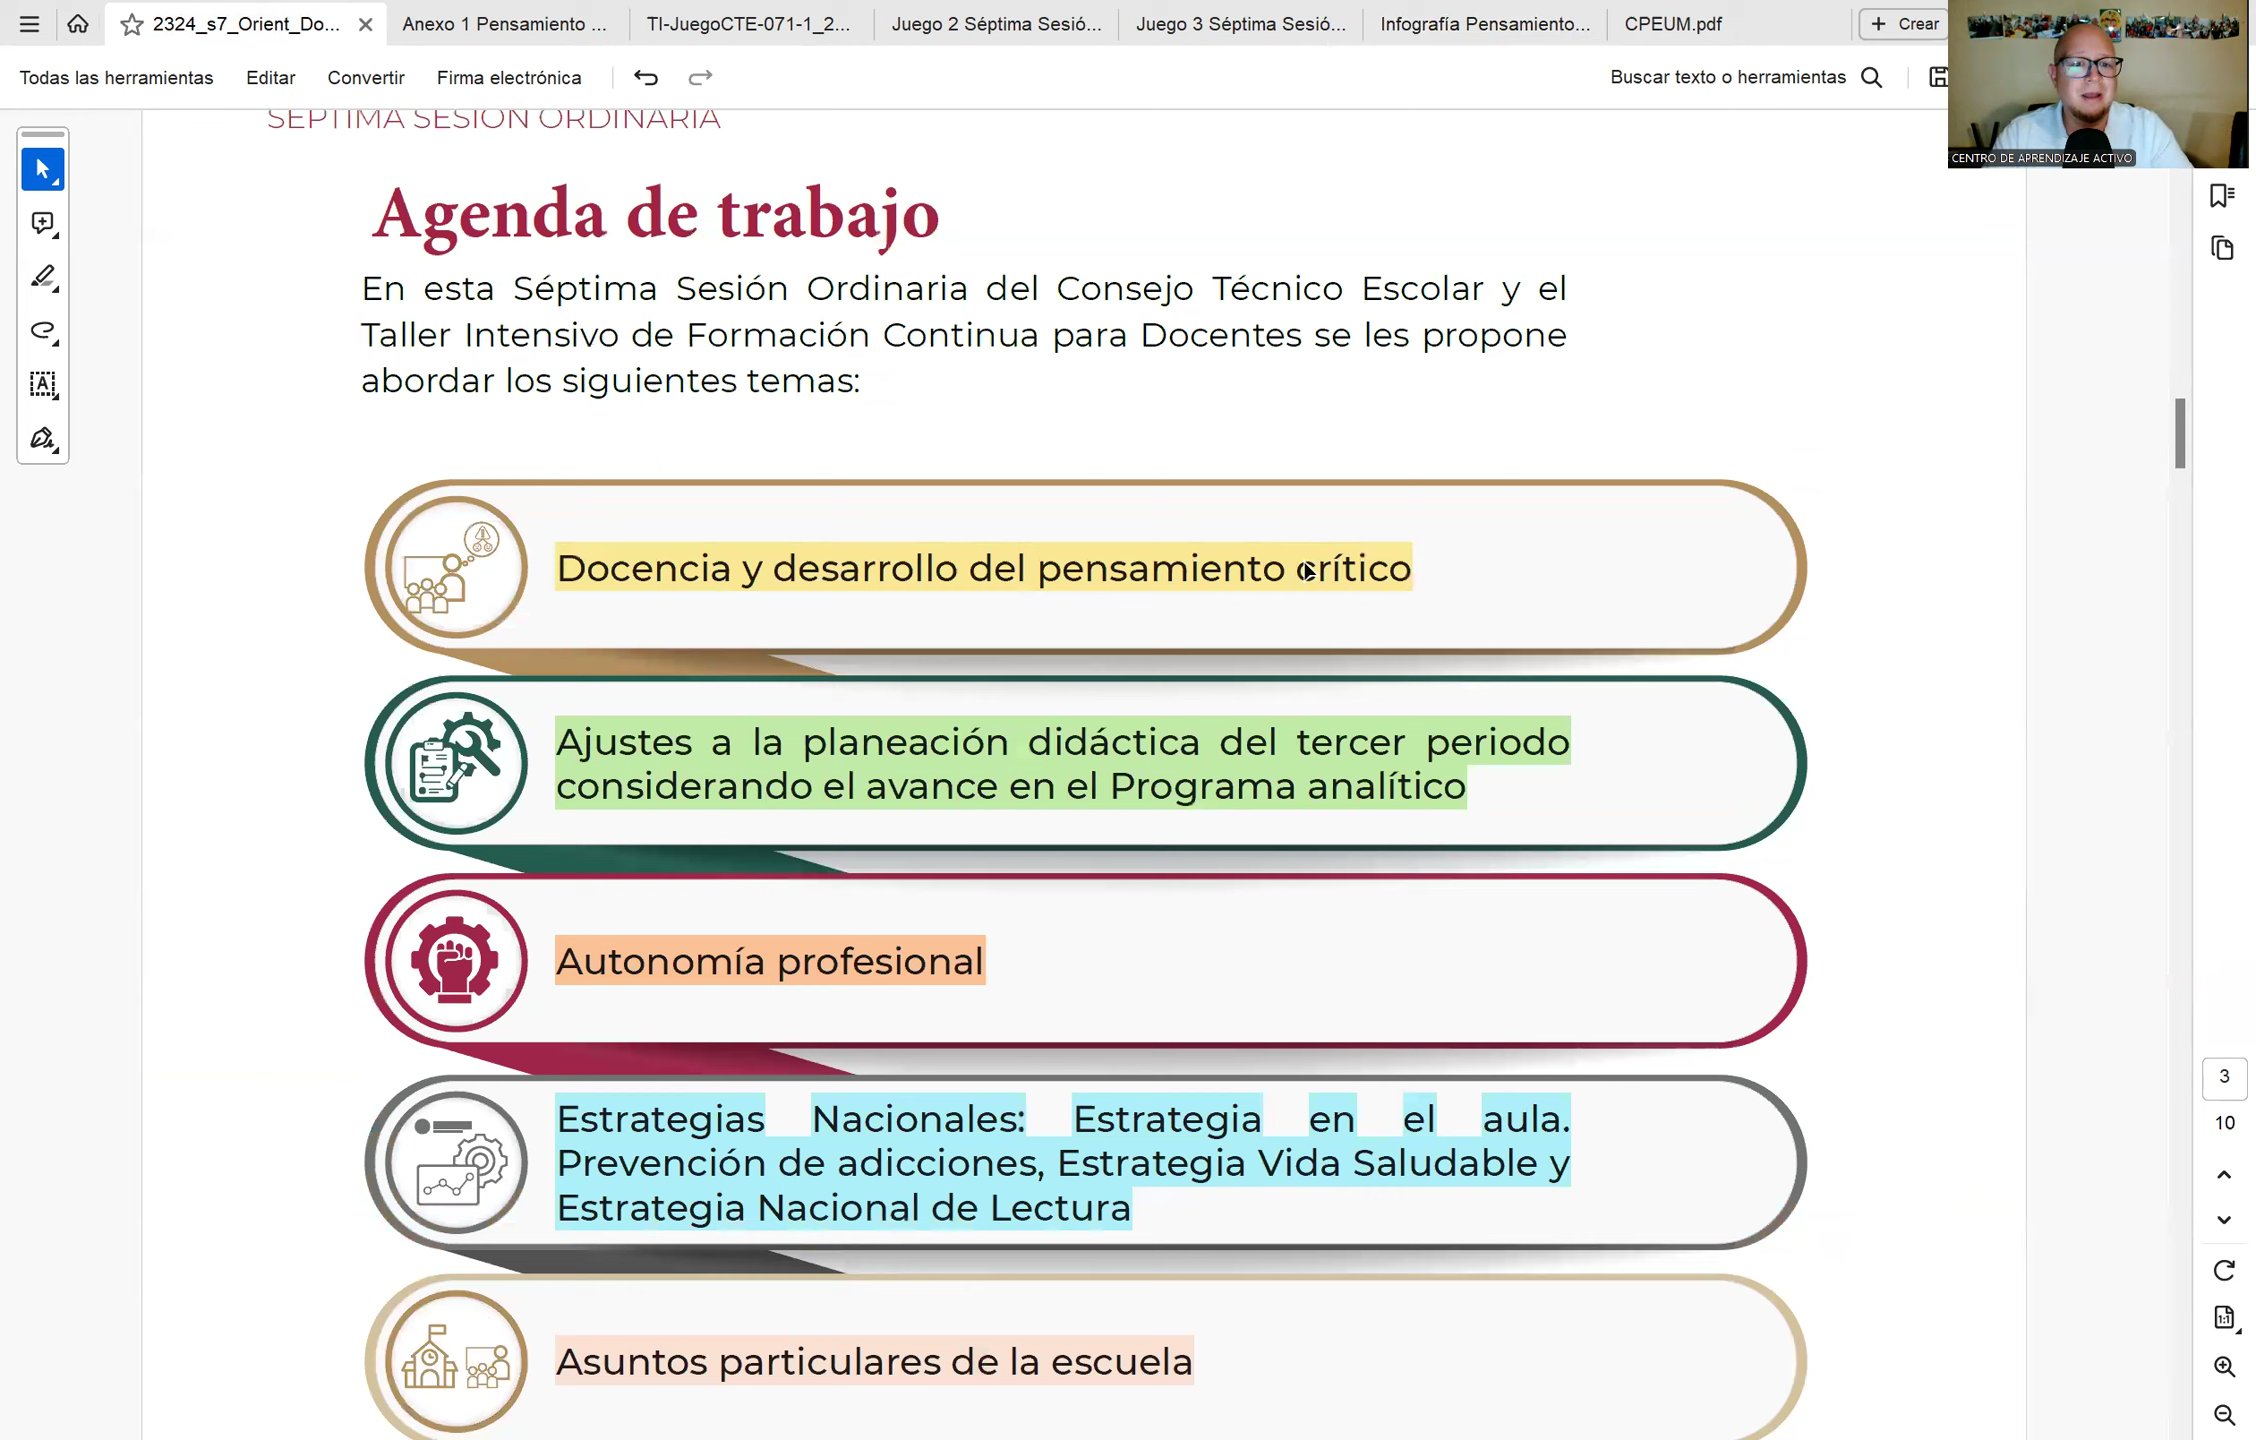 2324_s7_Orient_Do...
Anexo 1 Pensamiento ...
TI-JuegoCTE-071-1_2...
Juego 2 Séptima Sesió...
Juego 3 Séptima Sesió...
Infografía Pensamiento...
CPEUM.pdf
Crear
Todas las herramientas
Editar
Convertir
Firma electrónica
Buscar texto o herramientas
CENTRO DE APRENDIZAJE ACTIVO
SÉPTIMA SESIÓN ORDINARIA
Agenda de trabajo
En esta Séptima Sesión Ordinaria del Consejo Técnico Escolar y el
Taller Intensivo de Formación Continua para Docentes se les propone
abordar los siguientes temas:
Docencia y desarrollo del pensamiento crítico
Ajustes a la planeación didáctica del tercer periodo
considerando el avance en el Programa analítico
Autonomía profesional
Estrategias Nacionales: Estrategia en el aula.
Prevención de adicciones, Estrategia Vida Saludable y
Estrategia Nacional de Lectura
Asuntos particulares de la escuela
3
10
1:1